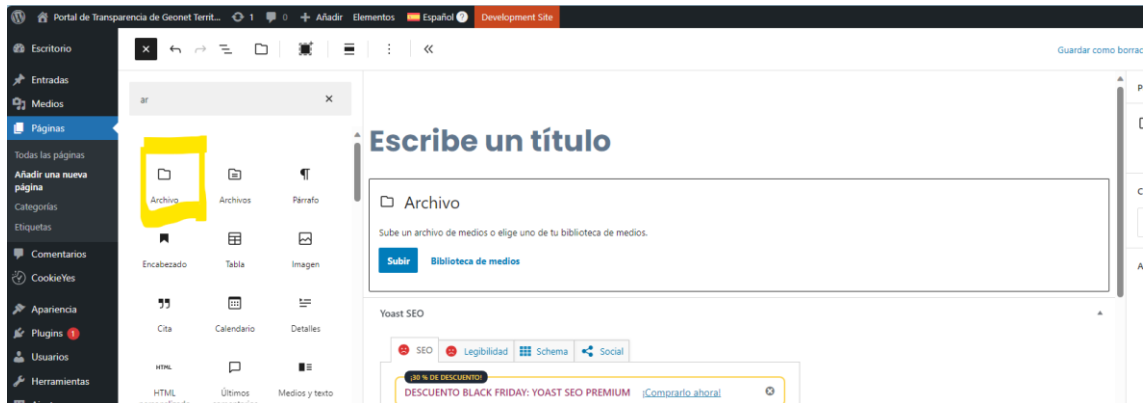 Portal de Transparencia de Geonet Territ... 1 0 Añadir Elementos Español Development Site
Escritorio
Guardar como borrac
Entradas
Medios
ar
Páginas
Escribe un título
Todas las páginas
Añadir una nueva
página
Archivo Archivos Párrafo
Archivo
Categorías
Etiquetas
Sube un archivo de medios o elige uno de tu biblioteca de medios.
Comentarios
Encabezado Tabla Imagen
Subir Biblioteca de medios
CookieYes
Apariencia
Yoast SEO
Plugins 1
Cita Calendario Detalles
Usuarios
SEO Legibilidad Schema Social
Herramientas
HTML
¡30 % DE DESCUENTO!
HTML Últimos Medios y texto
DESCUENTO BLACK FRIDAY: YOAST SEO PREMIUM ¡Comprarlo ahora!